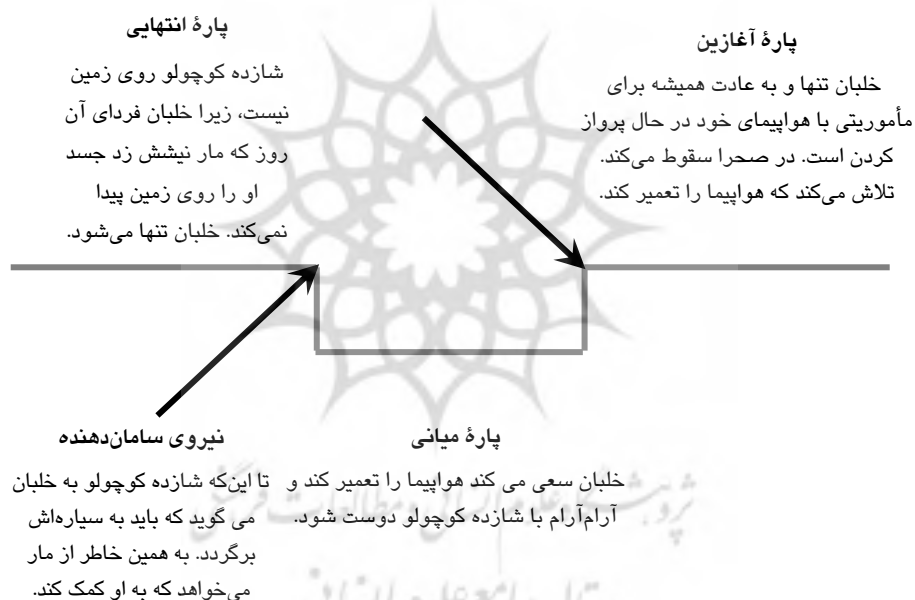 پارهٔ آغازین
خلبان تنها و به عادت همیشه برای
مأموریتی با هواپیمای خود در حال پرواز
کردن است. در صحرا سقوط می‌کند.
تلاش می‌کند که هواپیما را تعمیر کند.
پارهٔ انتهایی
شازده کوچولو روی زمین
نیست، زیرا خلبان فردای آن
روز که مار نیشش زد جسد
او را روی زمین پیدا
نمی‌کند. خلبان تنها می‌شود.
پارهٔ میانی
خلبان سعی می کند هواپیما را تعمیر کند و
آرام‌آرام با شازده کوچولو دوست شود.
نیروی سامان‌دهنده
تا این‌که شازده کوچولو به خلبان
می گوید که باید به سیاره‌اش
برگردد. به همین خاطر از مار
می‌خواهد که به او کمک کند.